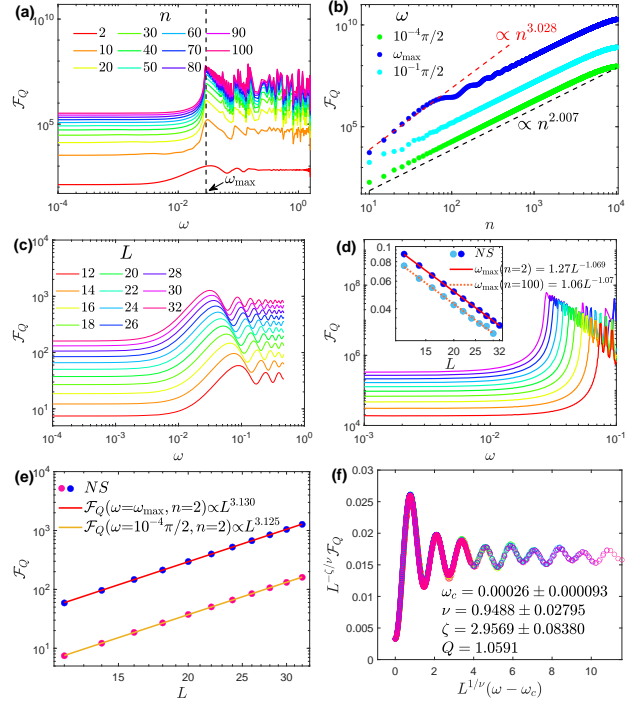 (a)
n
2 30 60 90
10 40 70 100
20 50 80
10^10
10^5
F_Q
ω_max
10^-4 10^-2 10^0
ω
(b)
ω
10^-4π/2
ω_max
10^-1π/2
∝ n^3.028
∝ n^2.007
10^10
10^6
10^2
F_Q
10^1 10^2 10^3 10^4
n
(c)
L
12 20 28
14 22 30
16 24 32
18 26
10^4
10^3
10^2
10^1
F_Q
10^-4 10^-3 10^-2 10^-1 10^0
ω
(d)
NS
ω_max(n=2) = 1.27L^-1.069
ω_max(n=100) = 1.06L^-1.07
0.1
0.08
0.06
0.04
15 20 25 32
L
10^8
10^6
10^4
F_Q
10^-3 10^-2 10^-1
ω
(e)
NS
F_Q(ω=ω_max, n=2)∝L^3.130
F_Q(ω=10^-4π/2, n=2)∝L^3.125
10^4
10^3
10^2
10^1
F_Q
15 20 25 30
L
(f)
0.03
0.025
0.02
0.015
0.01
0.005
0
L^-ζ/ν F_Q
ω_c = 0.00026 ± 0.000093
ν = 0.9488 ± 0.02795
ζ = 2.9569 ± 0.08380
Q = 1.0591
0 2 4 6 8 10
L^1/ν(ω − ω_c)